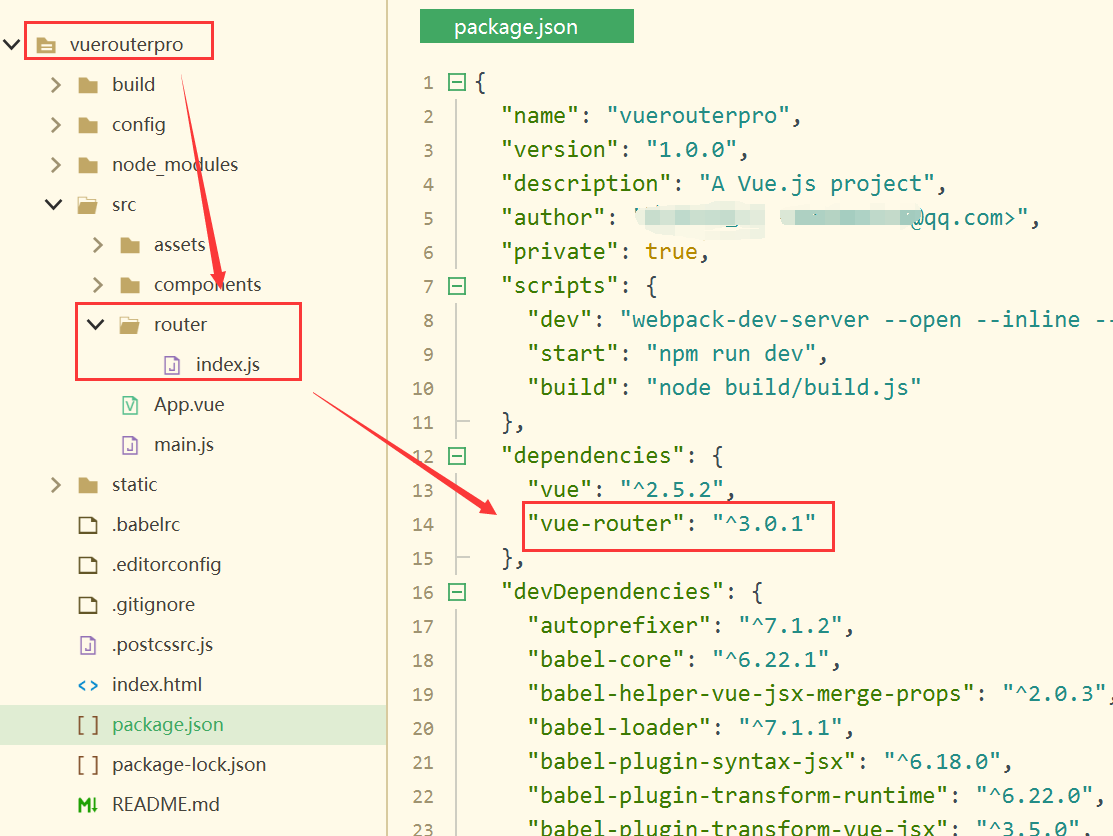 vuerouterpro
build
config
node_modules
src
assets
components
router
index.js
App.vue
main.js
static
.babelrc
.editorconfig
.gitignore
.postcssrc.js
index.html
package.json
package-lock.json
README.md
package.json
1 {
2 "name": "vuerouterpro",
3 "version": "1.0.0",
4 "description": "A Vue.js project",
5 "author": "@qq.com>",
6 "private": true,
7 "scripts": {
8 "dev": "webpack-dev-server --open --inline --
9 "start": "npm run dev",
10 "build": "node build/build.js"
11 },
12 "dependencies": {
13 "vue": "^2.5.2",
14 "vue-router": "^3.0.1"
15 },
16 "devDependencies": {
17 "autoprefixer": "^7.1.2",
18 "babel-core": "^6.22.1",
19 "babel-helper-vue-jsx-merge-props": "^2.0.3",
20 "babel-loader": "^7.1.1",
21 "babel-plugin-syntax-jsx": "^6.18.0",
22 "babel-plugin-transform-runtime": "^6.22.0",
23 "babel-plugin-transform-vue-jsx": "^3.5.0",